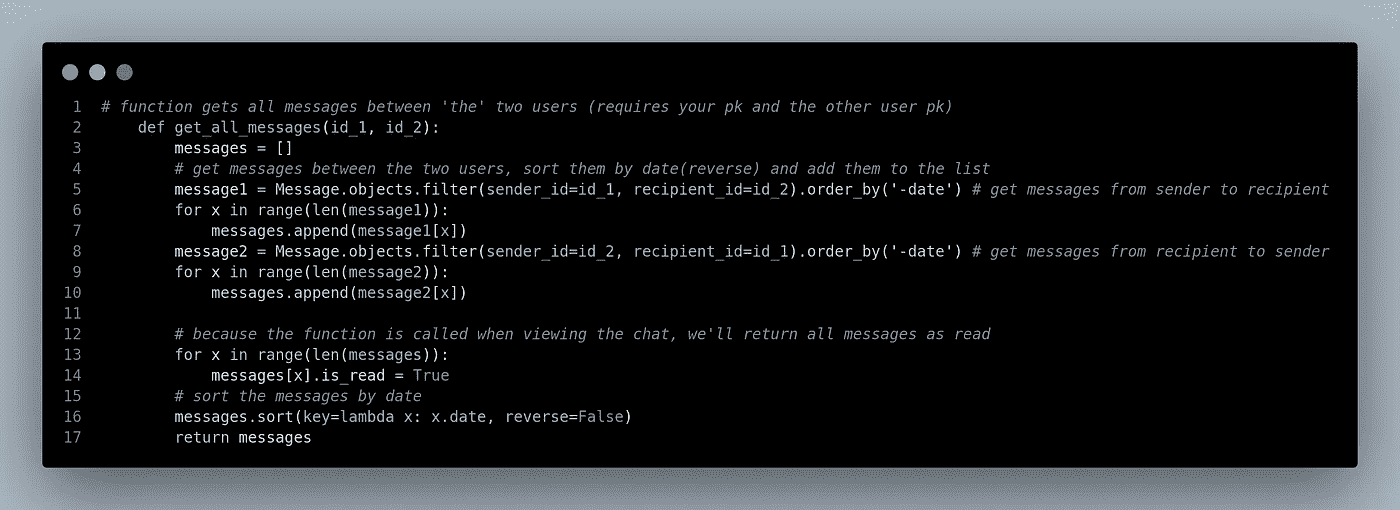 1 # function gets all messages between 'the' two users (requires your pk and the other user pk)
2 def get_all_messages(id_1, id_2):
3 messages = []
4 # get messages between the two users, sort them by date(reverse) and add them to the list
5 message1 = Message.objects.filter(sender_id=id_1, recipient_id=id_2).order_by('-date') # get messages from sender to recipient
6 for x in range(len(message1)):
7 messages.append(message1[x])
8 message2 = Message.objects.filter(sender_id=id_2, recipient_id=id_1).order_by('-date') # get messages from recipient to sender
9 for x in range(len(message2)):
10 messages.append(message2[x])
11
12 # because the function is called when viewing the chat, we'll return all messages as read
13 for x in range(len(messages)):
14 messages[x].is_read = True
15 # sort the messages by date
16 messages.sort(key=lambda x: x.date, reverse=False)
17 return messages